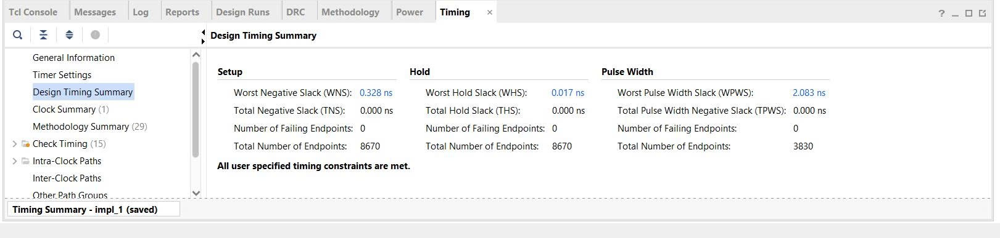 Tcl Console Messages Log Reports Design Runs DRC Methodology Power Timing × ? _
Design Timing Summary
General Information
Timer Settings
Design Timing Summary
Clock Summary (1)
Methodology Summary (29)
Check Timing (15)
Intra-Clock Paths
Inter-Clock Paths
Other Path Groups
Setup Hold Pulse Width
Worst Negative Slack (WNS): 0.328 ns Worst Hold Slack (WHS): 0.017 ns Worst Pulse Width Slack (WPWS): 2.083 ns
Total Negative Slack (TNS): 0.000 ns Total Hold Slack (THS): 0.000 ns Total Pulse Width Negative Slack (TPWS): 0.000 ns
Number of Failing Endpoints: 0 Number of Failing Endpoints: 0 Number of Failing Endpoints: 0
Total Number of Endpoints: 8670 Total Number of Endpoints: 8670 Total Number of Endpoints: 3830
All user specified timing constraints are met.
Timing Summary - impl_1 (saved)